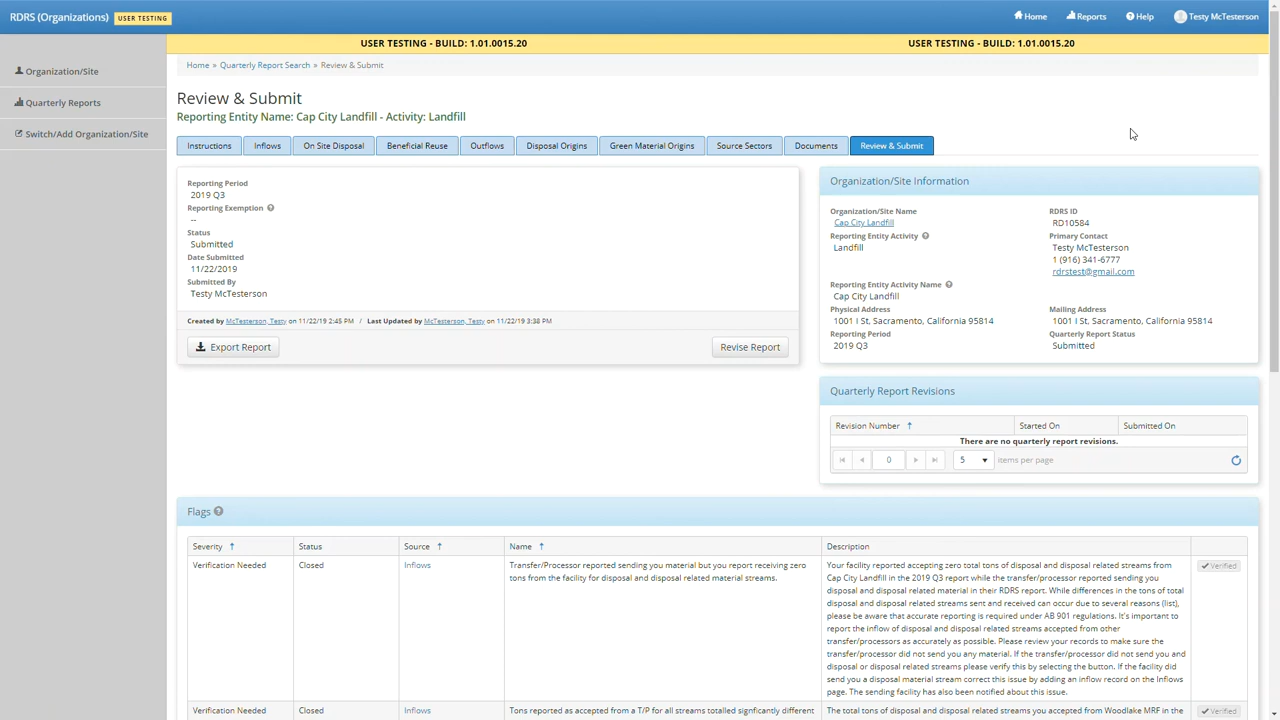 RDRS (Organizations) USER TESTING
Home Reports Help Testy McTesterson
USER TESTING - BUILD: 1.01.0015.20 USER TESTING - BUILD: 1.01.0015.20
Organization/Site
Quarterly Reports
Switch/Add Organization/Site
Home » Quarterly Report Search » Review & Submit
Review & Submit
Reporting Entity Name: Cap City Landfill - Activity: Landfill
Instructions Inflows On Site Disposal Beneficial Reuse Outflows Disposal Origins Green Material Origins Source Sectors Documents Review & Submit
Reporting Period
2019 Q3
Reporting Exemption
--
Status
Submitted
Date Submitted
11/22/2019
Submitted By
Testy McTesterson
Created by McTesterson, Testy on 11/22/19 2:45 PM / Last Updated by McTesterson, Testy on 11/22/19 3:38 PM
Export Report Revise Report
Organization/Site Information
Organization/Site Name
Cap City Landfill
Reporting Entity Activity
Landfill
Reporting Entity Activity Name
Cap City Landfill
Physical Address
1001 I St, Sacramento, California 95814
Reporting Period
2019 Q3
RDRS ID
RD10584
Primary Contact
Testy McTesterson
1 (916) 341-6777
rdrstest@gmail.com
Mailing Address
1001 I St, Sacramento, California 95814
Quarterly Report Status
Submitted
Quarterly Report Revisions
Revision Number Started On Submitted On
There are no quarterly report revisions.
0 5 items per page
Flags
Severity Status Source Name Description
Verification Needed Closed Inflows
Transfer/Processor reported sending you material but you report receiving zero
tons from the facility for disposal and disposal related material streams.
Your facility reported accepting zero total tons of disposal and disposal related streams from
Cap City Landfill in the 2019 Q3 report while the transfer/processor reported sending you
disposal and disposal related material in their RDRS report. While differences in the tons of total
disposal and disposal related streams sent and received can occur due to several reasons (list),
please be aware that accurate reporting is required under AB 901 regulations. It's important to
report the inflow of disposal and disposal related streams accepted from other
transfer/processors as accurately as possible. Please review your records to make sure the
transfer/processor did not send you any material. If the transfer/processor did not send you and
disposal or disposal related streams please verify this by selecting the button. If the facility did
send you a disposal material stream correct this issue by adding an inflow record on the Inflows
page. The sending facility has also been notified about this issue.
Verified
Verification Needed Closed Inflows
Tons reported as accepted from a T/P for all streams totalled signficantly different
The total tons of disposal and disposal related streams you accepted from Woodlake MRF in the
Verified